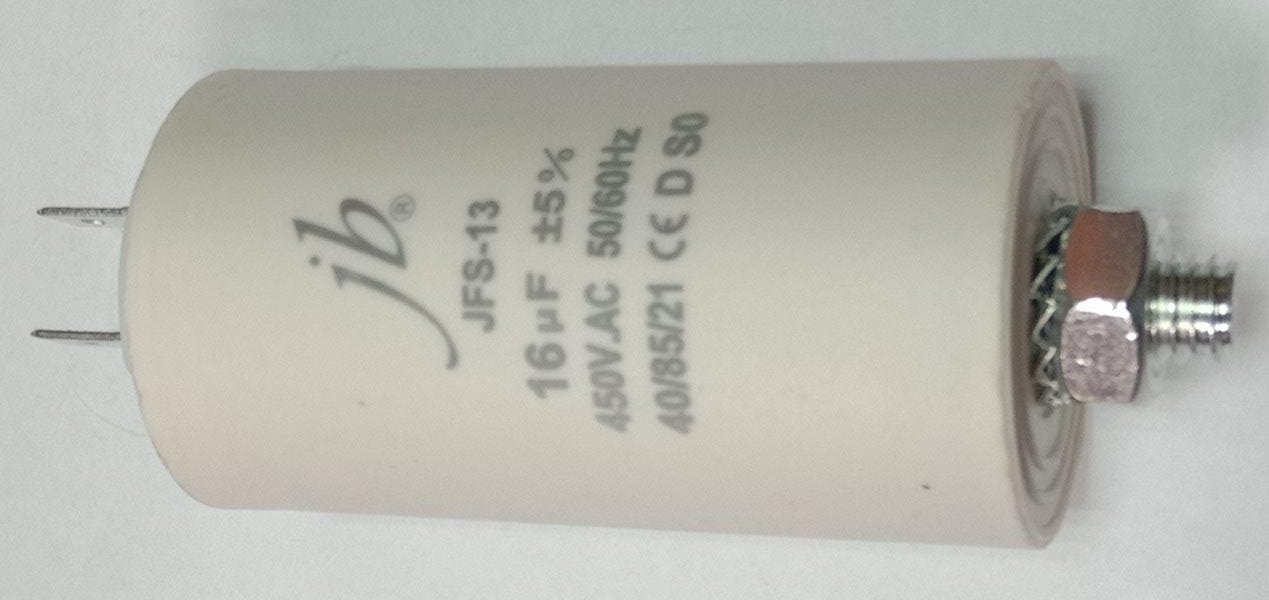 jb®
JFS-13
16µF ±5%
450V.AC 50/60Hz
40/85/21 CE D S0